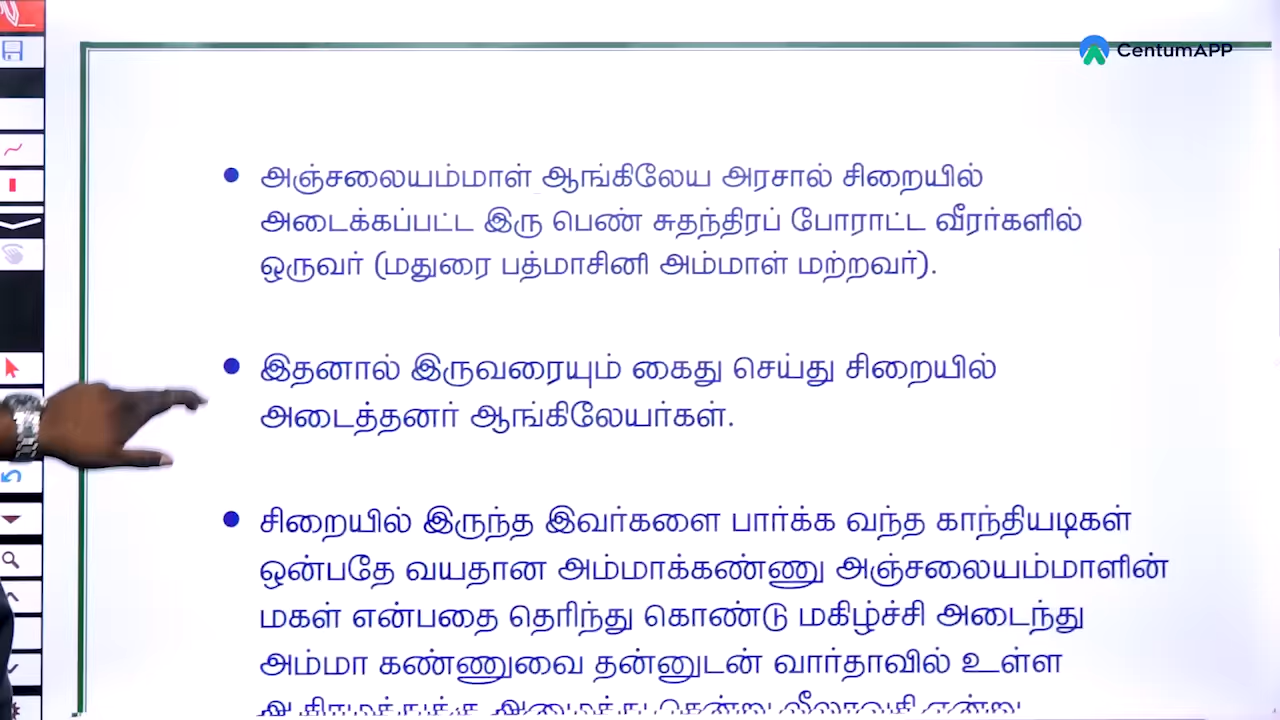 CentumAPP
• அஞ்சலையம்மாள் ஆங்கிலேய அரசால் சிறையில்
அடைக்கப்பட்ட இரு பெண் சுதந்திரப் போராட்ட வீரர்களில்
ஒருவர் (மதுரை பத்மாசினி அம்மாள் மற்றவர்).
• இதனால் இருவரையும் கைது செய்து சிறையில்
அடைத்தனர் ஆங்கிலேயர்கள்.
• சிறையில் இருந்த இவர்களை பார்க்க வந்த காந்தியடிகள்
ஒன்பதே வயதான அம்மாக்கண்ணு அஞ்சலையம்மாளின்
மகள் என்பதை தெரிந்து கொண்டு மகிழ்ச்சி அடைந்து
அம்மா கண்ணுவை தன்னுடன் வார்தாவில் உள்ள